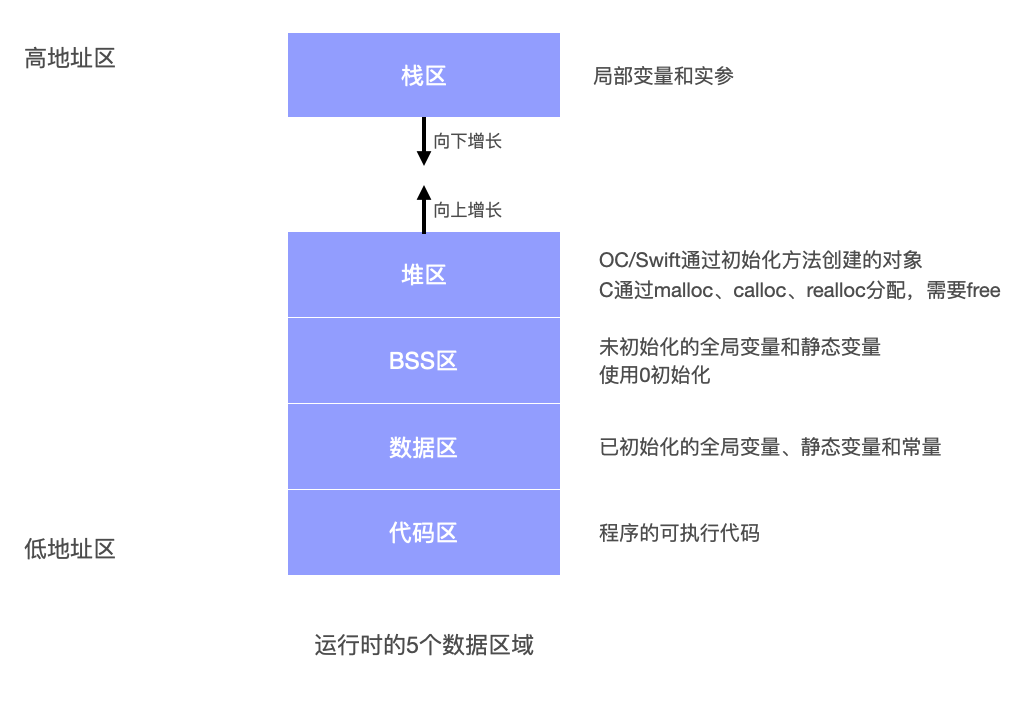 高地址区
栈区
局部变量和实参
向下增长
向上增长
堆区
OC/Swift通过初始化方法创建的对象
C通过malloc、calloc、realloc分配，需要free
BSS区
未初始化的全局变量和静态变量
使用0初始化
数据区
已初始化的全局变量、静态变量和常量
代码区
程序的可执行代码
低地址区
运行时的5个数据区域